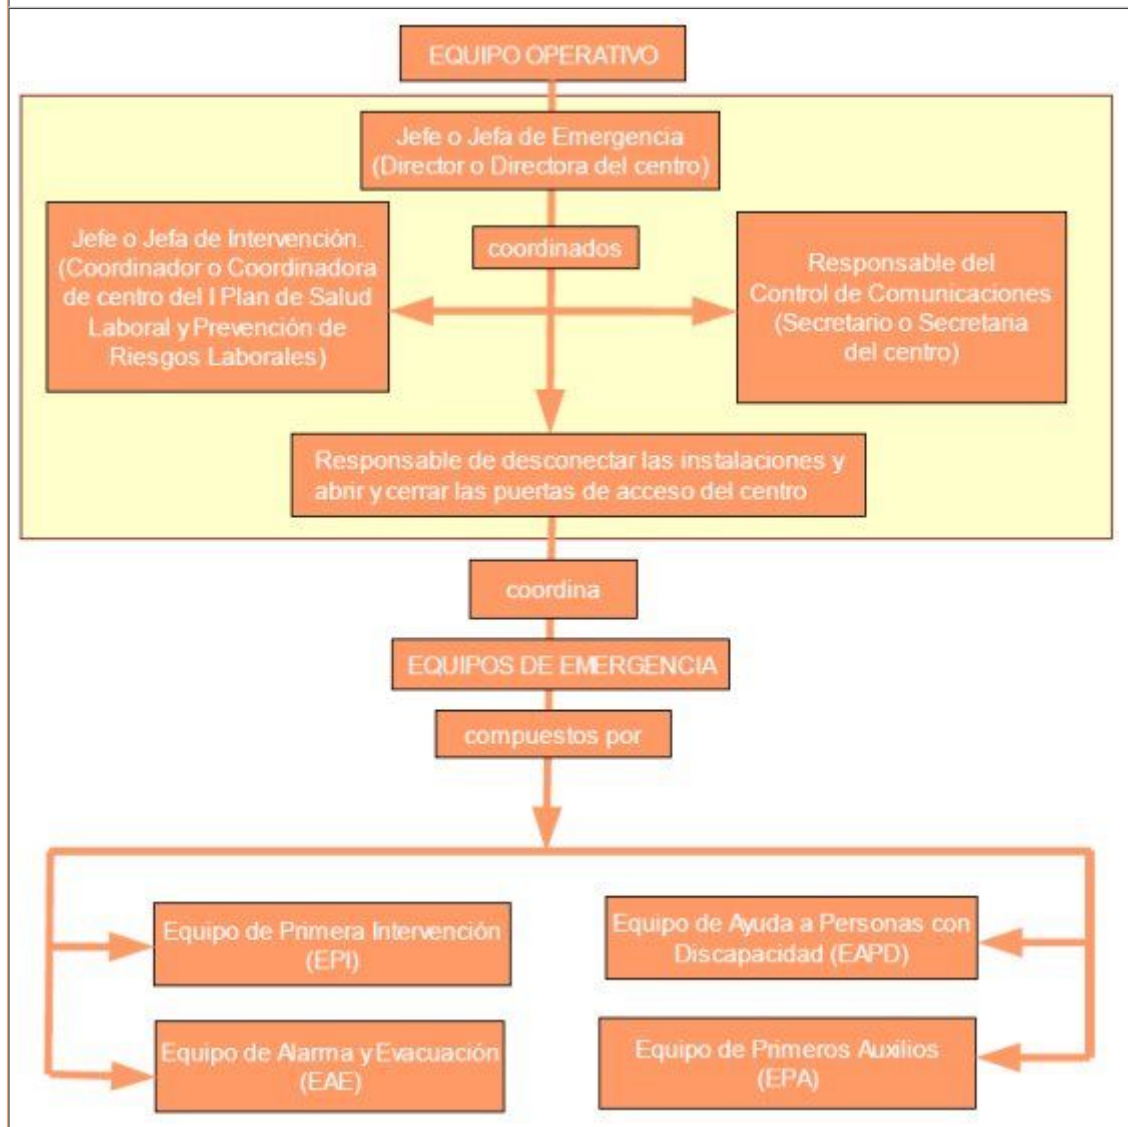 EQUIPO OPERATIVO
Jefe o Jefa de Emergencia
(Director o Directora del centro)
Jefe o Jefa de Intervención.
(Coordinador o Coordinadora
de centro del I Plan de Salud
Laboral y Prevención de
Riesgos Laborales)
coordinados
Responsable del
Control de Comunicaciones
(Secretario o Secretaria
del centro)
Responsable de desconectar las instalaciones y
abrir y cerrar las puertas de acceso del centro
coordina
EQUIPOS DE EMERGENCIA
compuestos por
Equipo de Primera Intervención
(EPI)
Equipo de Ayuda a Personas con
Discapacidad (EAPD)
Equipo de Alarma y Evacuación
(EAE)
Equipo de Primeros Auxilios
(EPA)